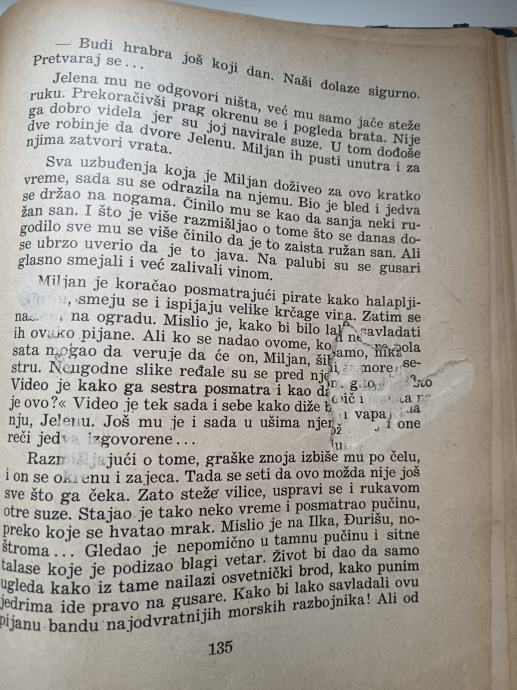 — Budi hrabra još koji dan. Naši dolaze sigurno.
Pretvaraj se...
Jelena mu ne odgovori ništa, već mu samo jače steže
ruku. Prekoračivši prag okrenu se i pogleda brata. Nije
ga dobro videla jer su joj navirale suze. U tom dođoše
dve robinje da dvore Jelenu. Miljan ih pusti unutra i za
njima zatvori vrata.
Sva uzbuđenja koja je Miljan doživeo za ovo kratko
vreme, sada su se odrazila na njemu. Bio je bled i jedva
se držao na nogama. Činilo mu se kao da sanja neki ru-
žan san. I što je više razmišljao o tome što se danas do-
godilo sve mu se više činilo da je to zaista ružan san. Ali
se ubrzo uverio da je to java. Na palubi su se gusari
glasno smejali i već zalivali vinom.
Miljan je koračao posmatrajući pirate kako halaplji-
smeju se i ispijaju velike krčage vina. Zatim se
na ogradu. Mislio je, kako bi bilo savladati
ih ovako pijane. Ali ko se nadao ovome, pola
sata mogao da veruje da će on, Miljan, se-
stru. Neugodne slike ređale su se pred
Video je kako ga sestra posmatra i kao
je ovo?« Video je tek sada i sebe kako diže
nju, Jelenu. Još mu je i sada u ušima one
reči jedva izgovorene...
Razmišljajući o tome, graške znoja izbiše mu po čelu,
i on se okrenu i zajeca. Tada se seti da ovo možda nije još
sve što ga čeka. Zato steže vilice, uspravi se i rukavom
otre suze. Stajao je tako neko vreme i posmatrao pučinu,
preko koje se hvatao mrak. Mislio je na Ilka, Đurišu, no-
štroma... Gledao je nepomično u tamnu pučinu i sitne
talase koje je podizao blagi vetar. Život bi dao da samo
ugleda kako iz tame nailazi osvetnički brod, kako punim
jedrima ide pravo na gusare. Kako bi lako savladali ovu
pijanu bandu najodvratnijih morskih razbojnika! Ali od
135